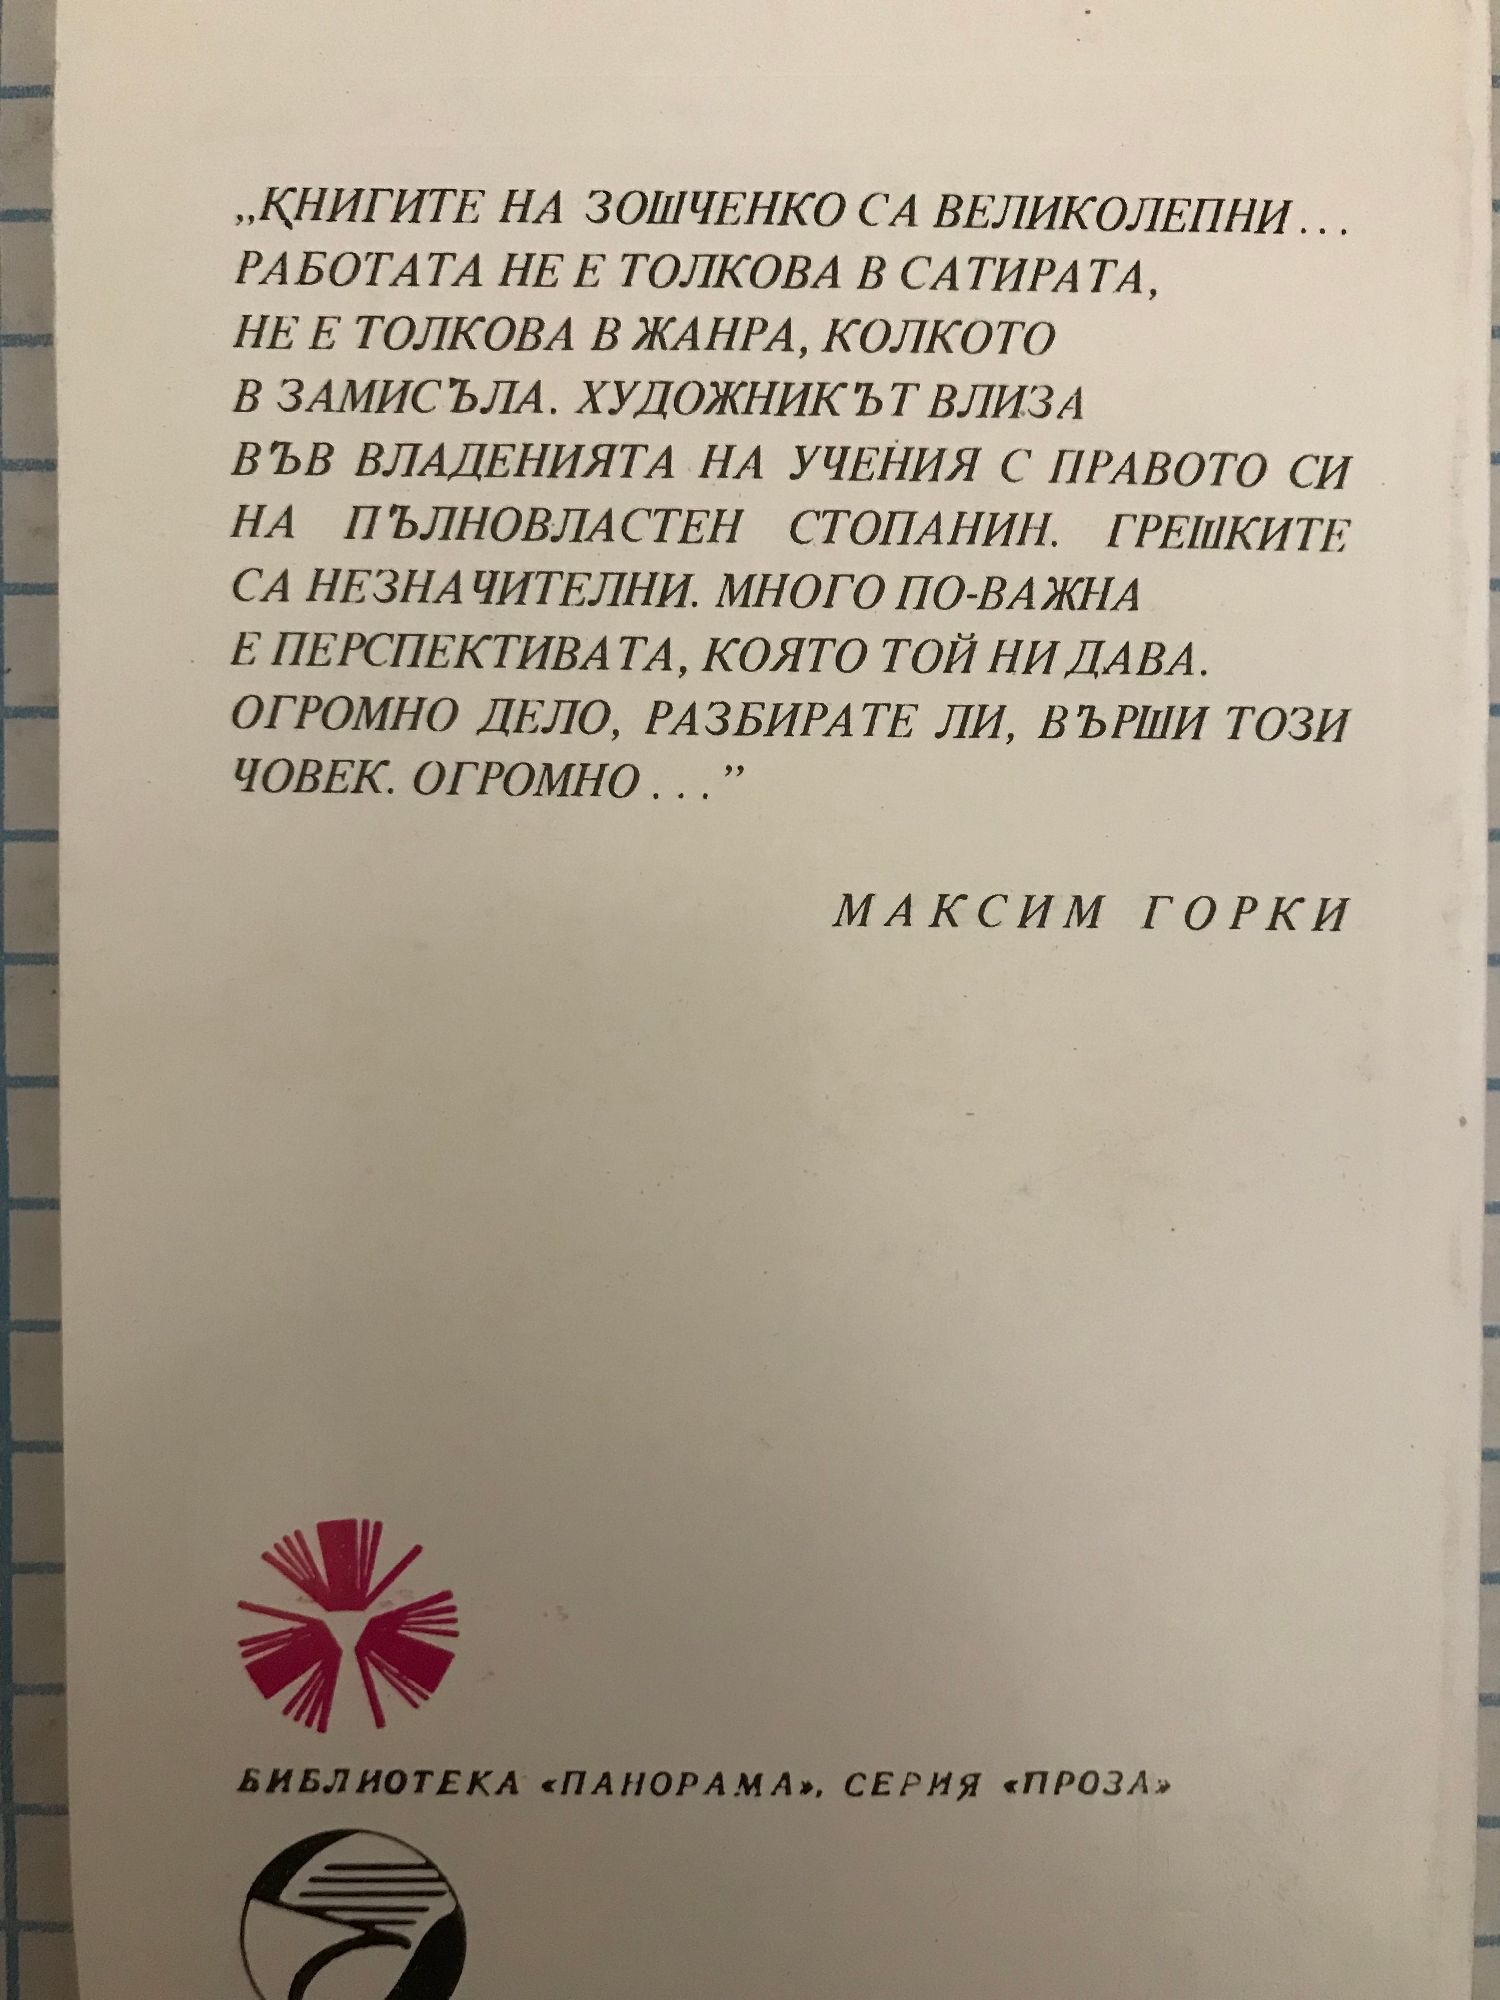 „КНИГИТЕ НА ЗОШЧЕНКО СА ВЕЛИКОЛЕПНИ...
РАБОТАТА НЕ Е ТОЛКОВА В САТИРАТА,
НЕ Е ТОЛКОВА В ЖАНРА, КОЛКОТО
В ЗАМИСЪЛА. ХУДОЖНИКЪТ ВЛИЗА
ВЪВ ВЛАДЕНИЯТА НА УЧЕНИЯ С ПРАВОТО СИ
НА ПЪЛНОВЛАСТЕН СТОПАНИН. ГРЕШКИТЕ
СА НЕЗНАЧИТЕЛНИ. МНОГО ПО-ВАЖНА
Е ПЕРСПЕКТИВАТА, КОЯТО ТОЙ НИ ДАВА.
ОГРОМНО ДЕЛО, РАЗБИРАТЕ ЛИ, ВЪРШИ ТОЗИ
ЧОВЕК. ОГРОМНО...”
МАКСИМ ГОРКИ
БИБЛИОТЕКА «ПАНОРАМА», СЕРИЯ «ПРОЗА»